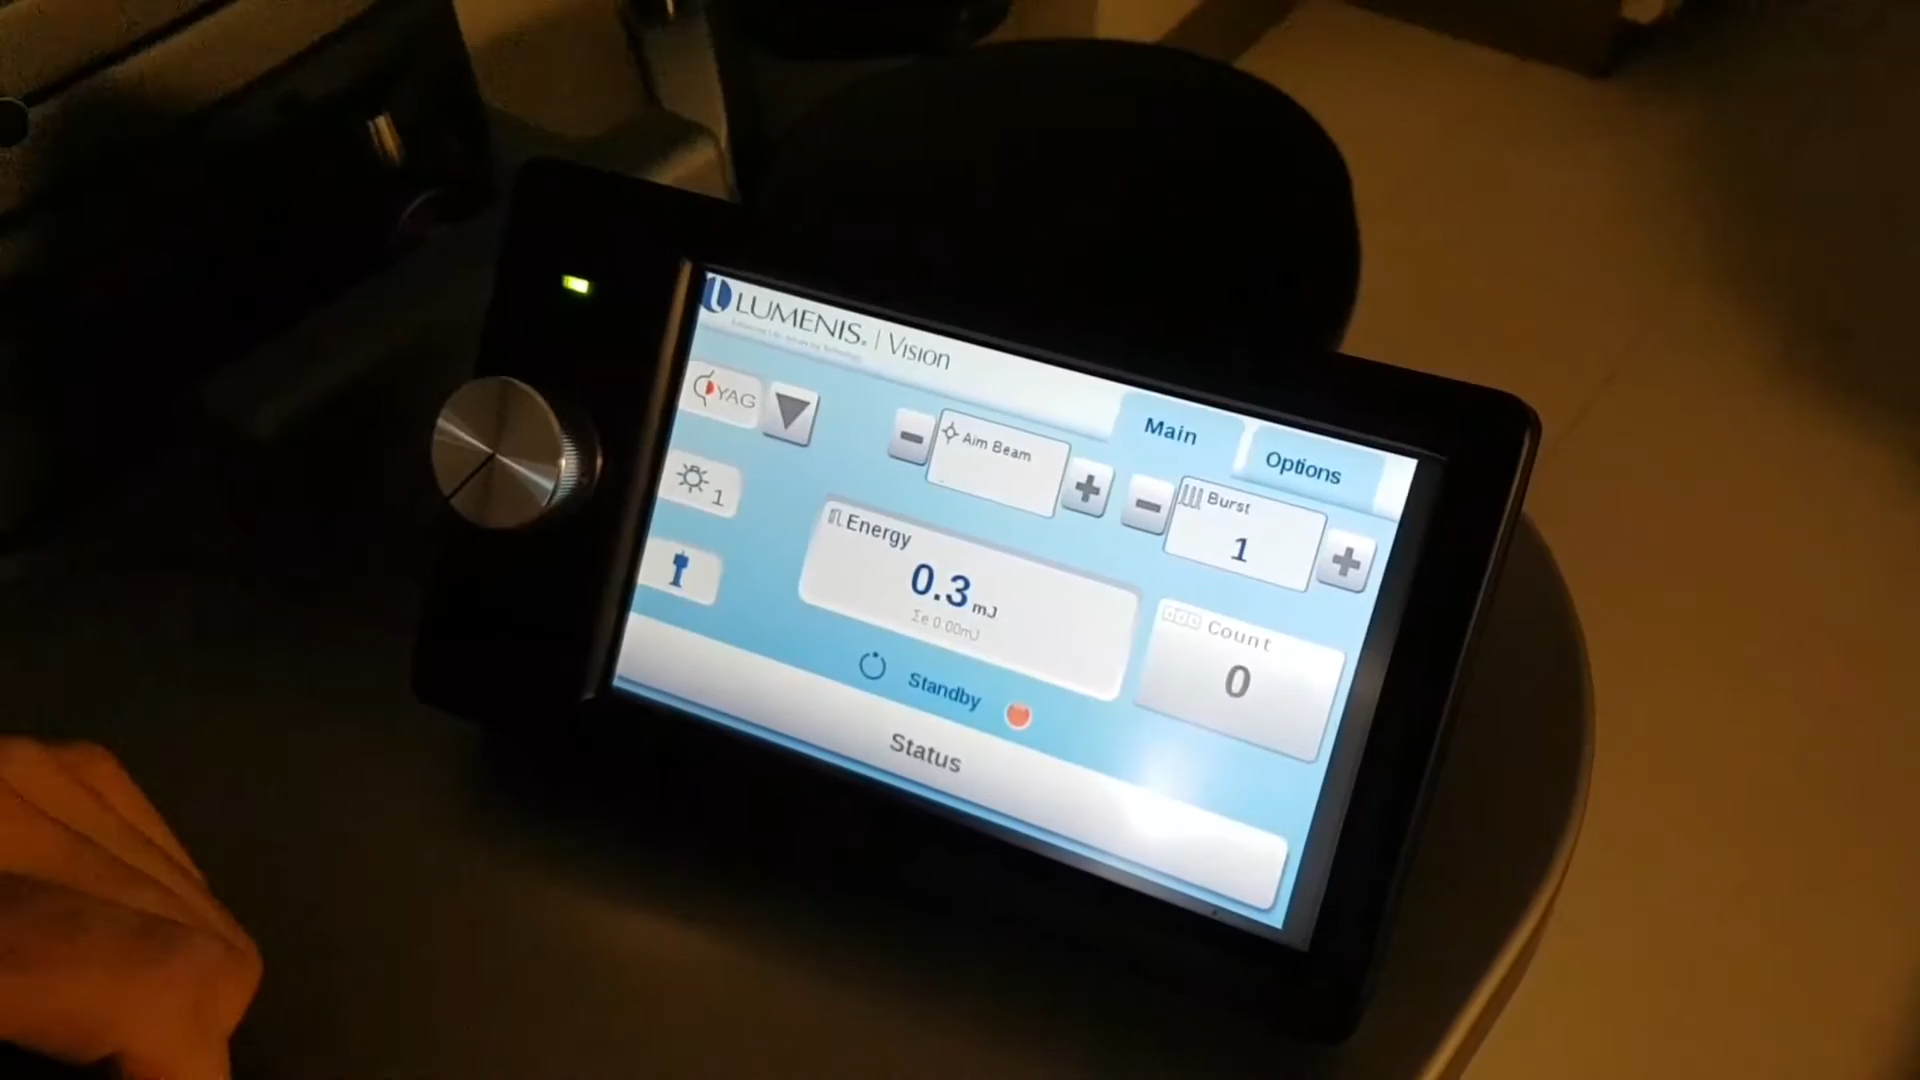 LUMENIS® | Vision
YAG
Aim Beam
Main
Options
1
Burst
1
Energy
0.3 mJ
Σe 0.00mJ
Count
0
Standby
Status